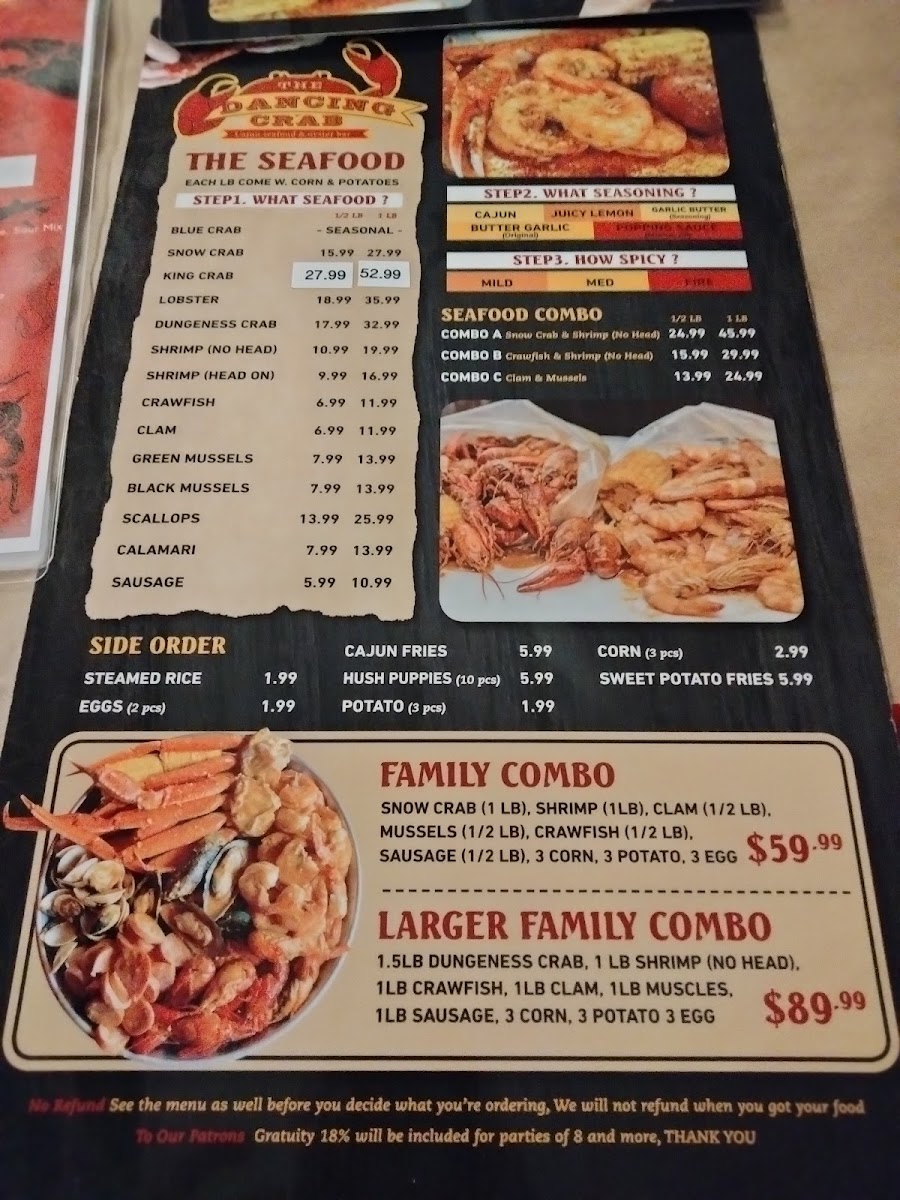 THE
DANCING
CRAB
Cajun seafood & oyster bar
THE SEAFOOD
EACH LB COME W. CORN & POTATOES
STEP1. WHAT SEAFOOD ?
1/2 LB 1 LB
BLUE CRAB - SEASONAL -
SNOW CRAB 15.99 27.99
KING CRAB 27.99 52.99
LOBSTER 18.99 35.99
DUNGENESS CRAB 17.99 32.99
SHRIMP (NO HEAD) 10.99 19.99
SHRIMP (HEAD ON) 9.99 16.99
CRAWFISH 6.99 11.99
CLAM 6.99 11.99
GREEN MUSSELS 7.99 13.99
BLACK MUSSELS 7.99 13.99
SCALLOPS 13.99 25.99
CALAMARI 7.99 13.99
SAUSAGE 5.99 10.99
STEP2. WHAT SEASONING ?
CAJUN JUICY LEMON GARLIC BUTTER
(Seasoning)
BUTTER GARLIC POPPING SAUCE
(Original)
STEP3. HOW SPICY ?
MILD MED FIRE
SEAFOOD COMBO 1/2 LB 1 LB
COMBO A Snow Crab & Shrimp (No Head) 24.99 45.99
COMBO B Crawfish & Shrimp (No Head) 15.99 29.99
COMBO C Clam & Mussels 13.99 24.99
SIDE ORDER
STEAMED RICE 1.99
EGGS (2 pcs) 1.99
CAJUN FRIES 5.99
HUSH PUPPIES (10 pcs) 5.99
POTATO (3 pcs) 1.99
CORN (3 pcs) 2.99
SWEET POTATO FRIES 5.99
FAMILY COMBO
SNOW CRAB (1 LB), SHRIMP (1LB), CLAM (1/2 LB),
MUSSELS (1/2 LB), CRAWFISH (1/2 LB),
SAUSAGE (1/2 LB), 3 CORN, 3 POTATO, 3 EGG $59.99
LARGER FAMILY COMBO
1.5LB DUNGENESS CRAB, 1 LB SHRIMP (NO HEAD),
1LB CRAWFISH, 1LB CLAM, 1LB MUSCLES,
1LB SAUSAGE, 3 CORN, 3 POTATO 3 EGG $89.99
No Refund See the menu as well before you decide what you're ordering, We will not refund when you got your food
To Our Patrons Gratuity 18% will be included for parties of 8 and more, THANK YOU
Sour Mix